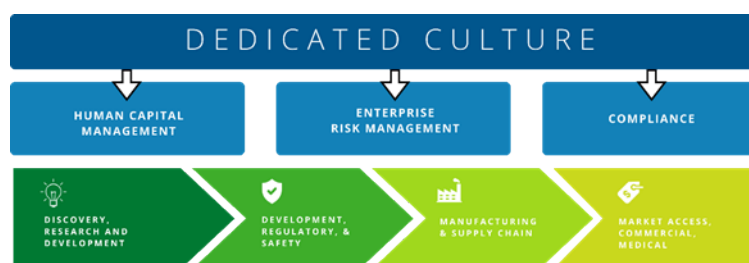 DEDICATED CULTURE
HUMAN CAPITAL
MANAGEMENT
ENTERPRISE
RISK MANAGEMENT
COMPLIANCE
DISCOVERY,
RESEARCH AND
DEVELOPMENT
DEVELOPMENT,
REGULATORY, &
SAFETY
MANUFACTURING
& SUPPLY CHAIN
MARKET ACCESS,
COMMERCIAL,
MEDICAL